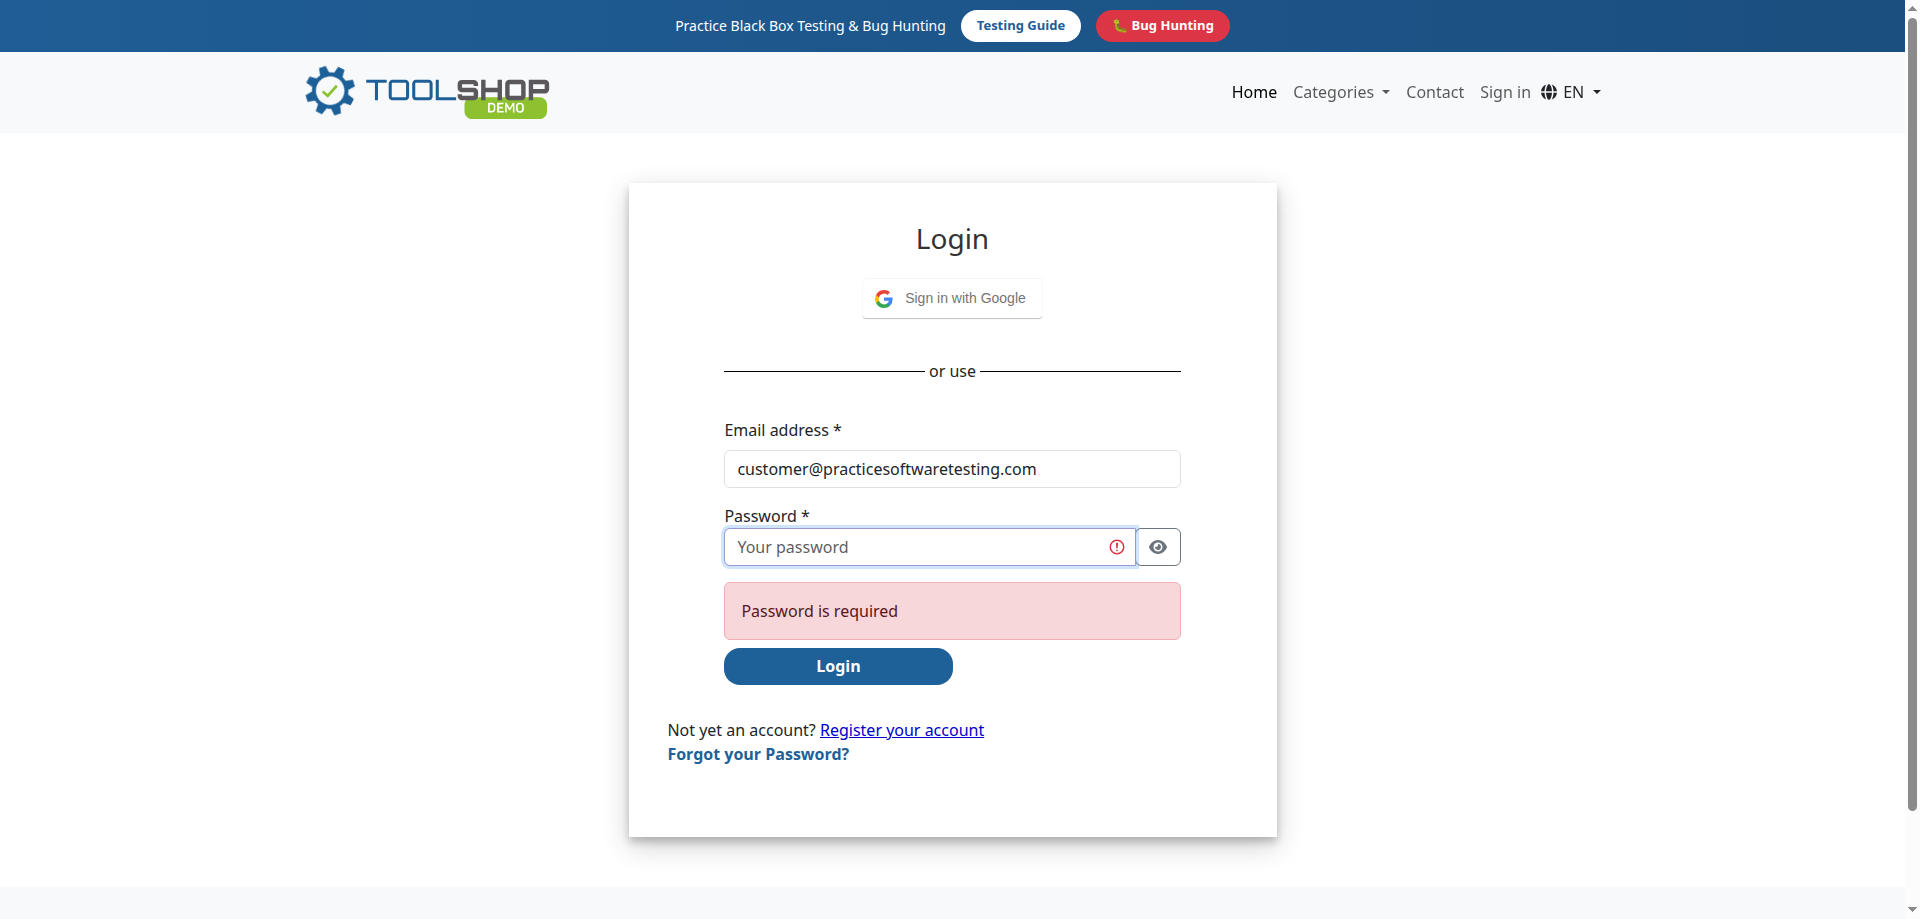 Practice Black Box Testing & Bug Hunting Testing Guide 🐛 Bug Hunting
TOOLSHOP
DEMO
Home Categories Contact Sign in EN
Login
Sign in with Google
or use
Email address *
customer@practicesoftwaretesting.com
Password *
Your password
Password is required
Login
Not yet an account? Register your account
Forgot your Password?